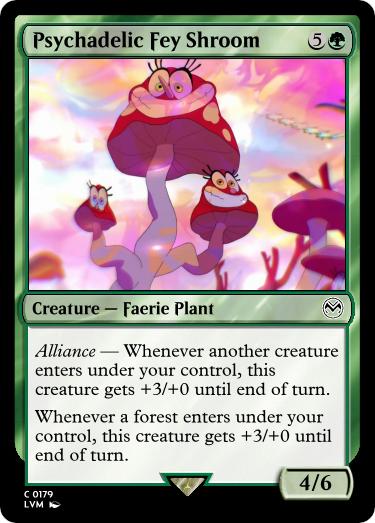 Psychadelic Fey Shroom 5
Creature — Faerie Plant
Alliance — Whenever another creature
enters under your control, this
creature gets +3/+0 until end of turn.
Whenever a forest enters under your
control, this creature gets +3/+0 until
end of turn.
4/6
C 0179
LVM